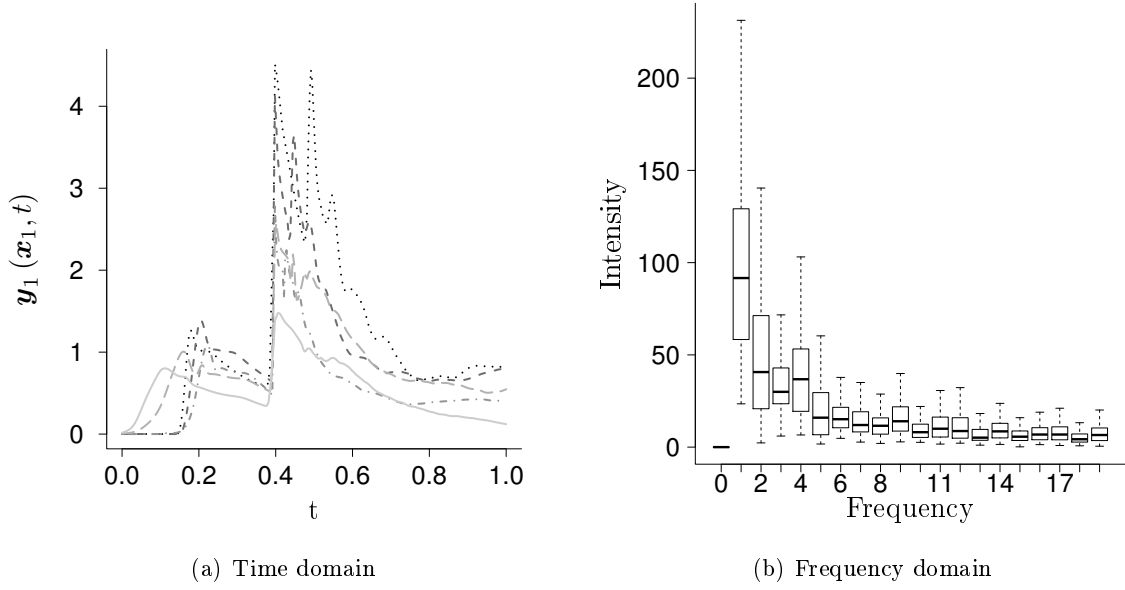 y₁ (x₁, t)
4
3
2
1
0
0.0 0.2 0.4 0.6 0.8 1.0
t
(a) Time domain
Intensity
200
150
100
50
0
0 2 4 6 8 11 14 17
Frequency
(b) Frequency domain